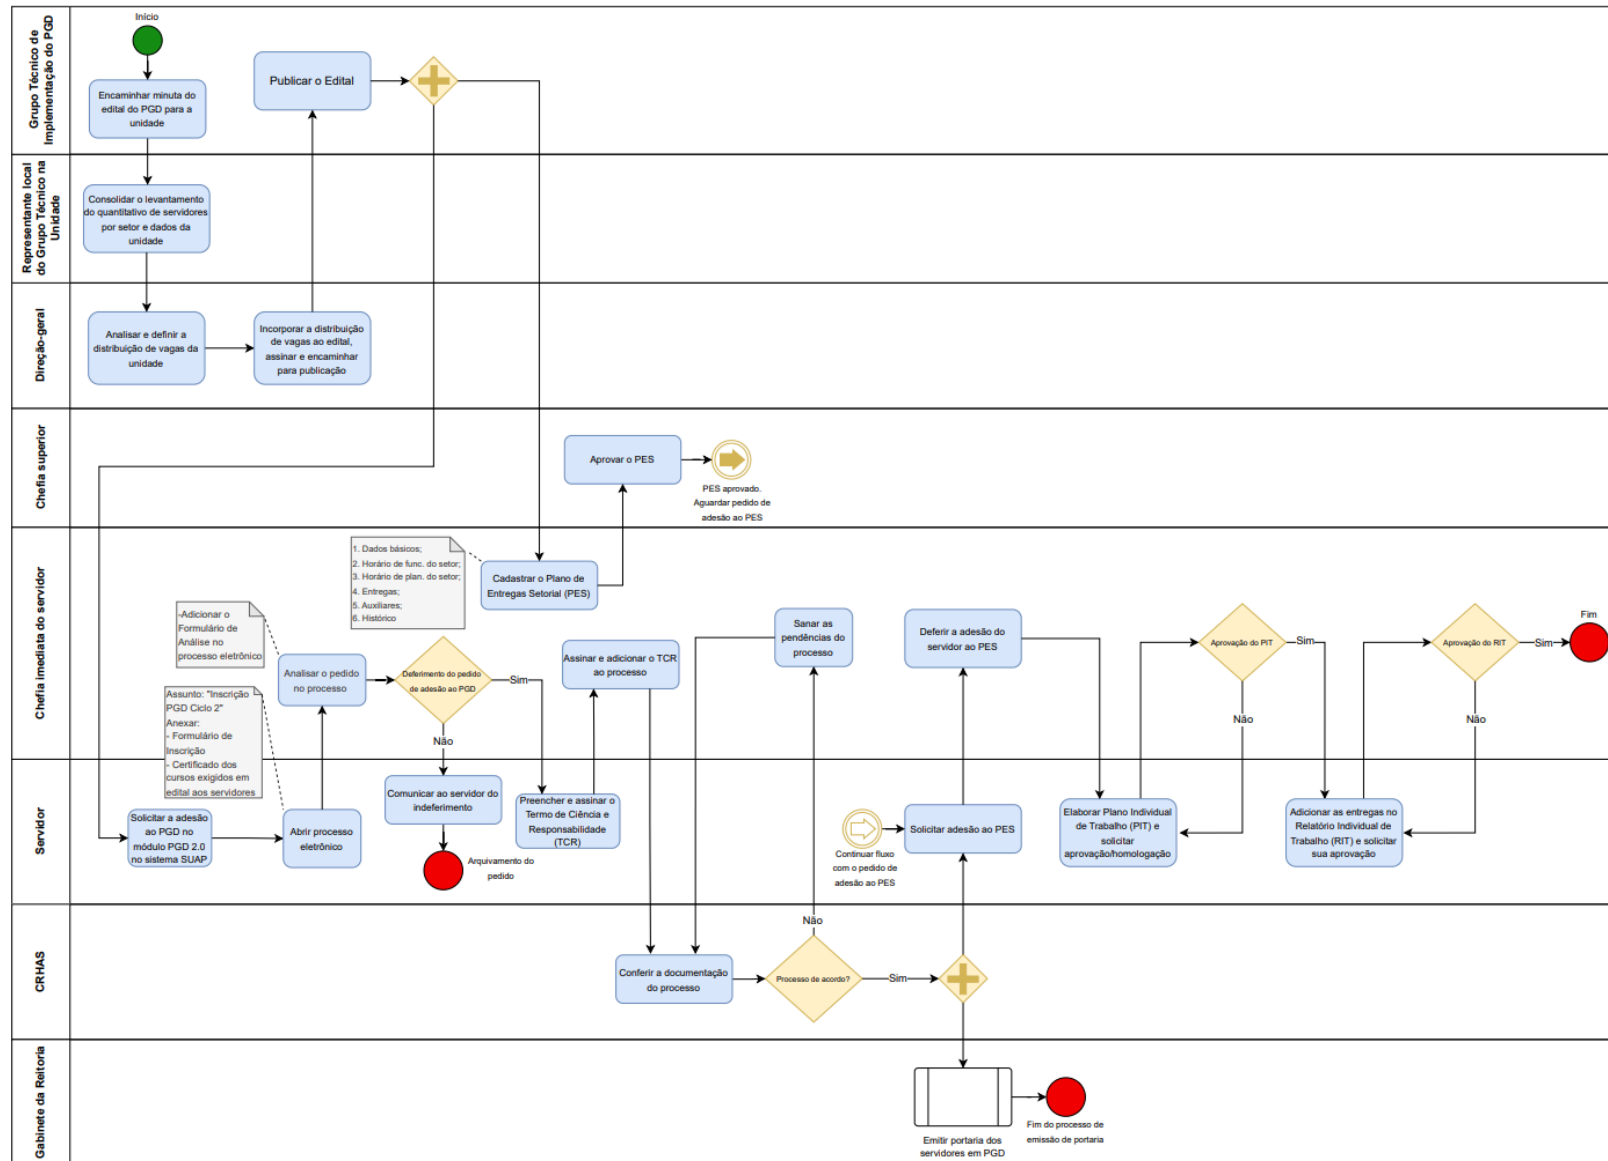 Grupo Técnico de
Implementação do PGD
Início
Encaminhar minuta do
edital do PGD para a
unidade
Publicar o Edital
Representante local
do Grupo Técnico na
Unidade
Consolidar o levantamento
do quantitativo de servidores
por setor e dados da
unidade
Direção-geral
Analisar e definir a
distribuição de vagas da
unidade
Incorporar a distribuição
de vagas ao edital,
assinar e encaminhar
para publicação
Chefia superior
Aprovar o PES
PES aprovado.
Aguardar pedido de
adesão ao PES
Chefia imediata do servidor
1. Dados básicos;
2. Horário de func. do setor;
3. Horário de plan. do setor;
4. Entregas;
5. Auxiliares;
6. Histórico
Cadastrar o Plano de
Entregas Setorial (PES)
-Adicionar o
Formulário de
Análise no
processo eletrônico
Analisar o pedido
no processo
Deferimento do pedido
de adesão ao PGD
Sim
Não
Assinar e adicionar o TCR
ao processo
Sanar as
pendências do
processo
Deferir a adesão do
servidor ao PES
Aprovação do PIT
Sim
Não
Aprovação do RIT
Sim
Não
Fim
Assunto: "Inscrição
PGD Ciclo 2"
Anexar:
- Formulário de
Inscrição
- Certificado dos
cursos exigidos em
edital aos servidores
Servidor
Solicitar a adesão
ao PGD no
módulo PGD 2.0
no sistema SUAP
Abrir processo
eletrônico
Comunicar ao servidor do
indeferimento
Arquivamento do
pedido
Preencher e assinar o
Termo de Ciência e
Responsabilidade
(TCR)
Continuar fluxo
com o pedido de
adesão ao PES
Solicitar adesão ao PES
Elaborar Plano Individual
de Trabalho (PIT) e
solicitar
aprovação/homologação
Adicionar as entregas no
Relatório Individual de
Trabalho (RIT) e solicitar
sua aprovação
CRHAS
Conferir a documentação
do processo
Processo de acordo?
Não
Sim
Gabinete da Reitoria
Emitir portaria dos
servidores em PGD
Fim do processo de
emissão de portaria